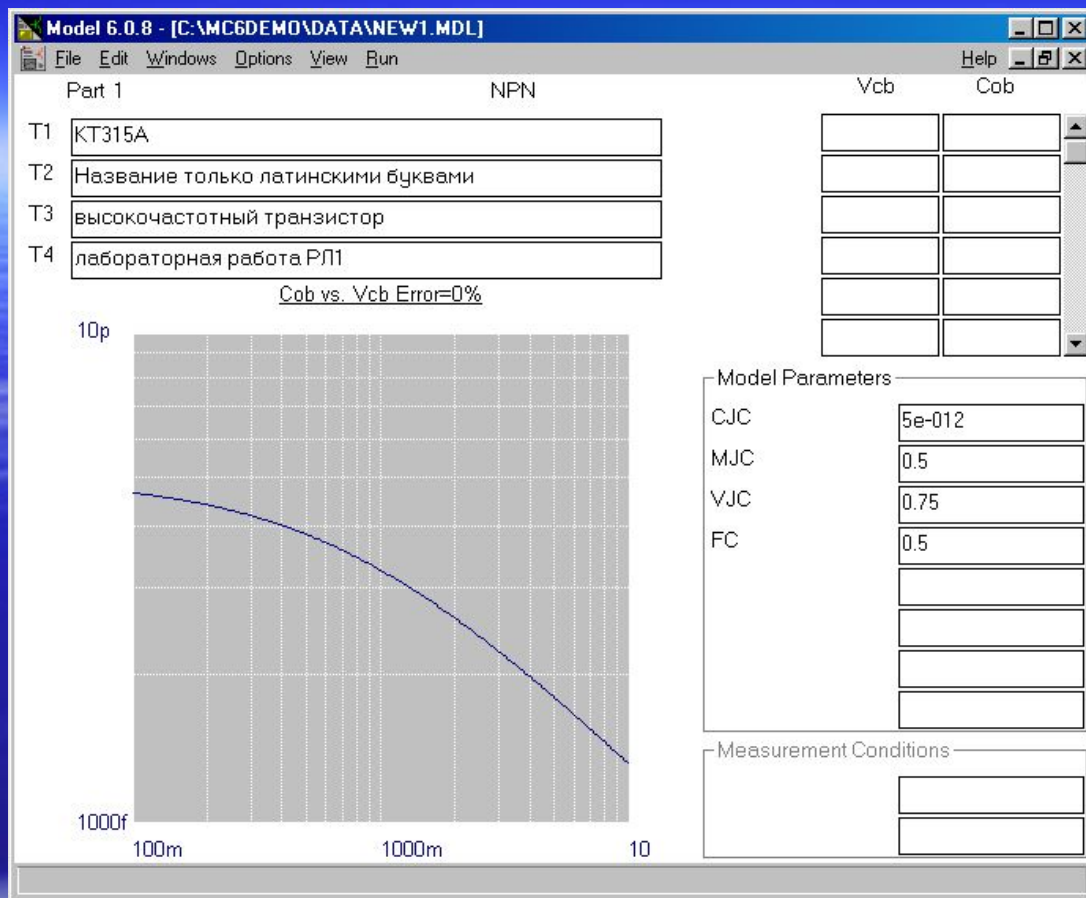 Model 6.0.8 - [C:\MC6DEMO\DATA\NEW1.MDL]
File Edit Windows Options View Run Help
Part 1 NPN Vcb Cob
T1 КТ315А
T2 Название только латинскими буквами
T3 высокочастотный транзистор
T4 лабораторная работа РЛ1
Cob vs. Vcb Error=0%
10p
1000f
100m 1000m 10
Model Parameters
CJC 5e-012
MJC 0.5
VJC 0.75
FC 0.5
Measurement Conditions